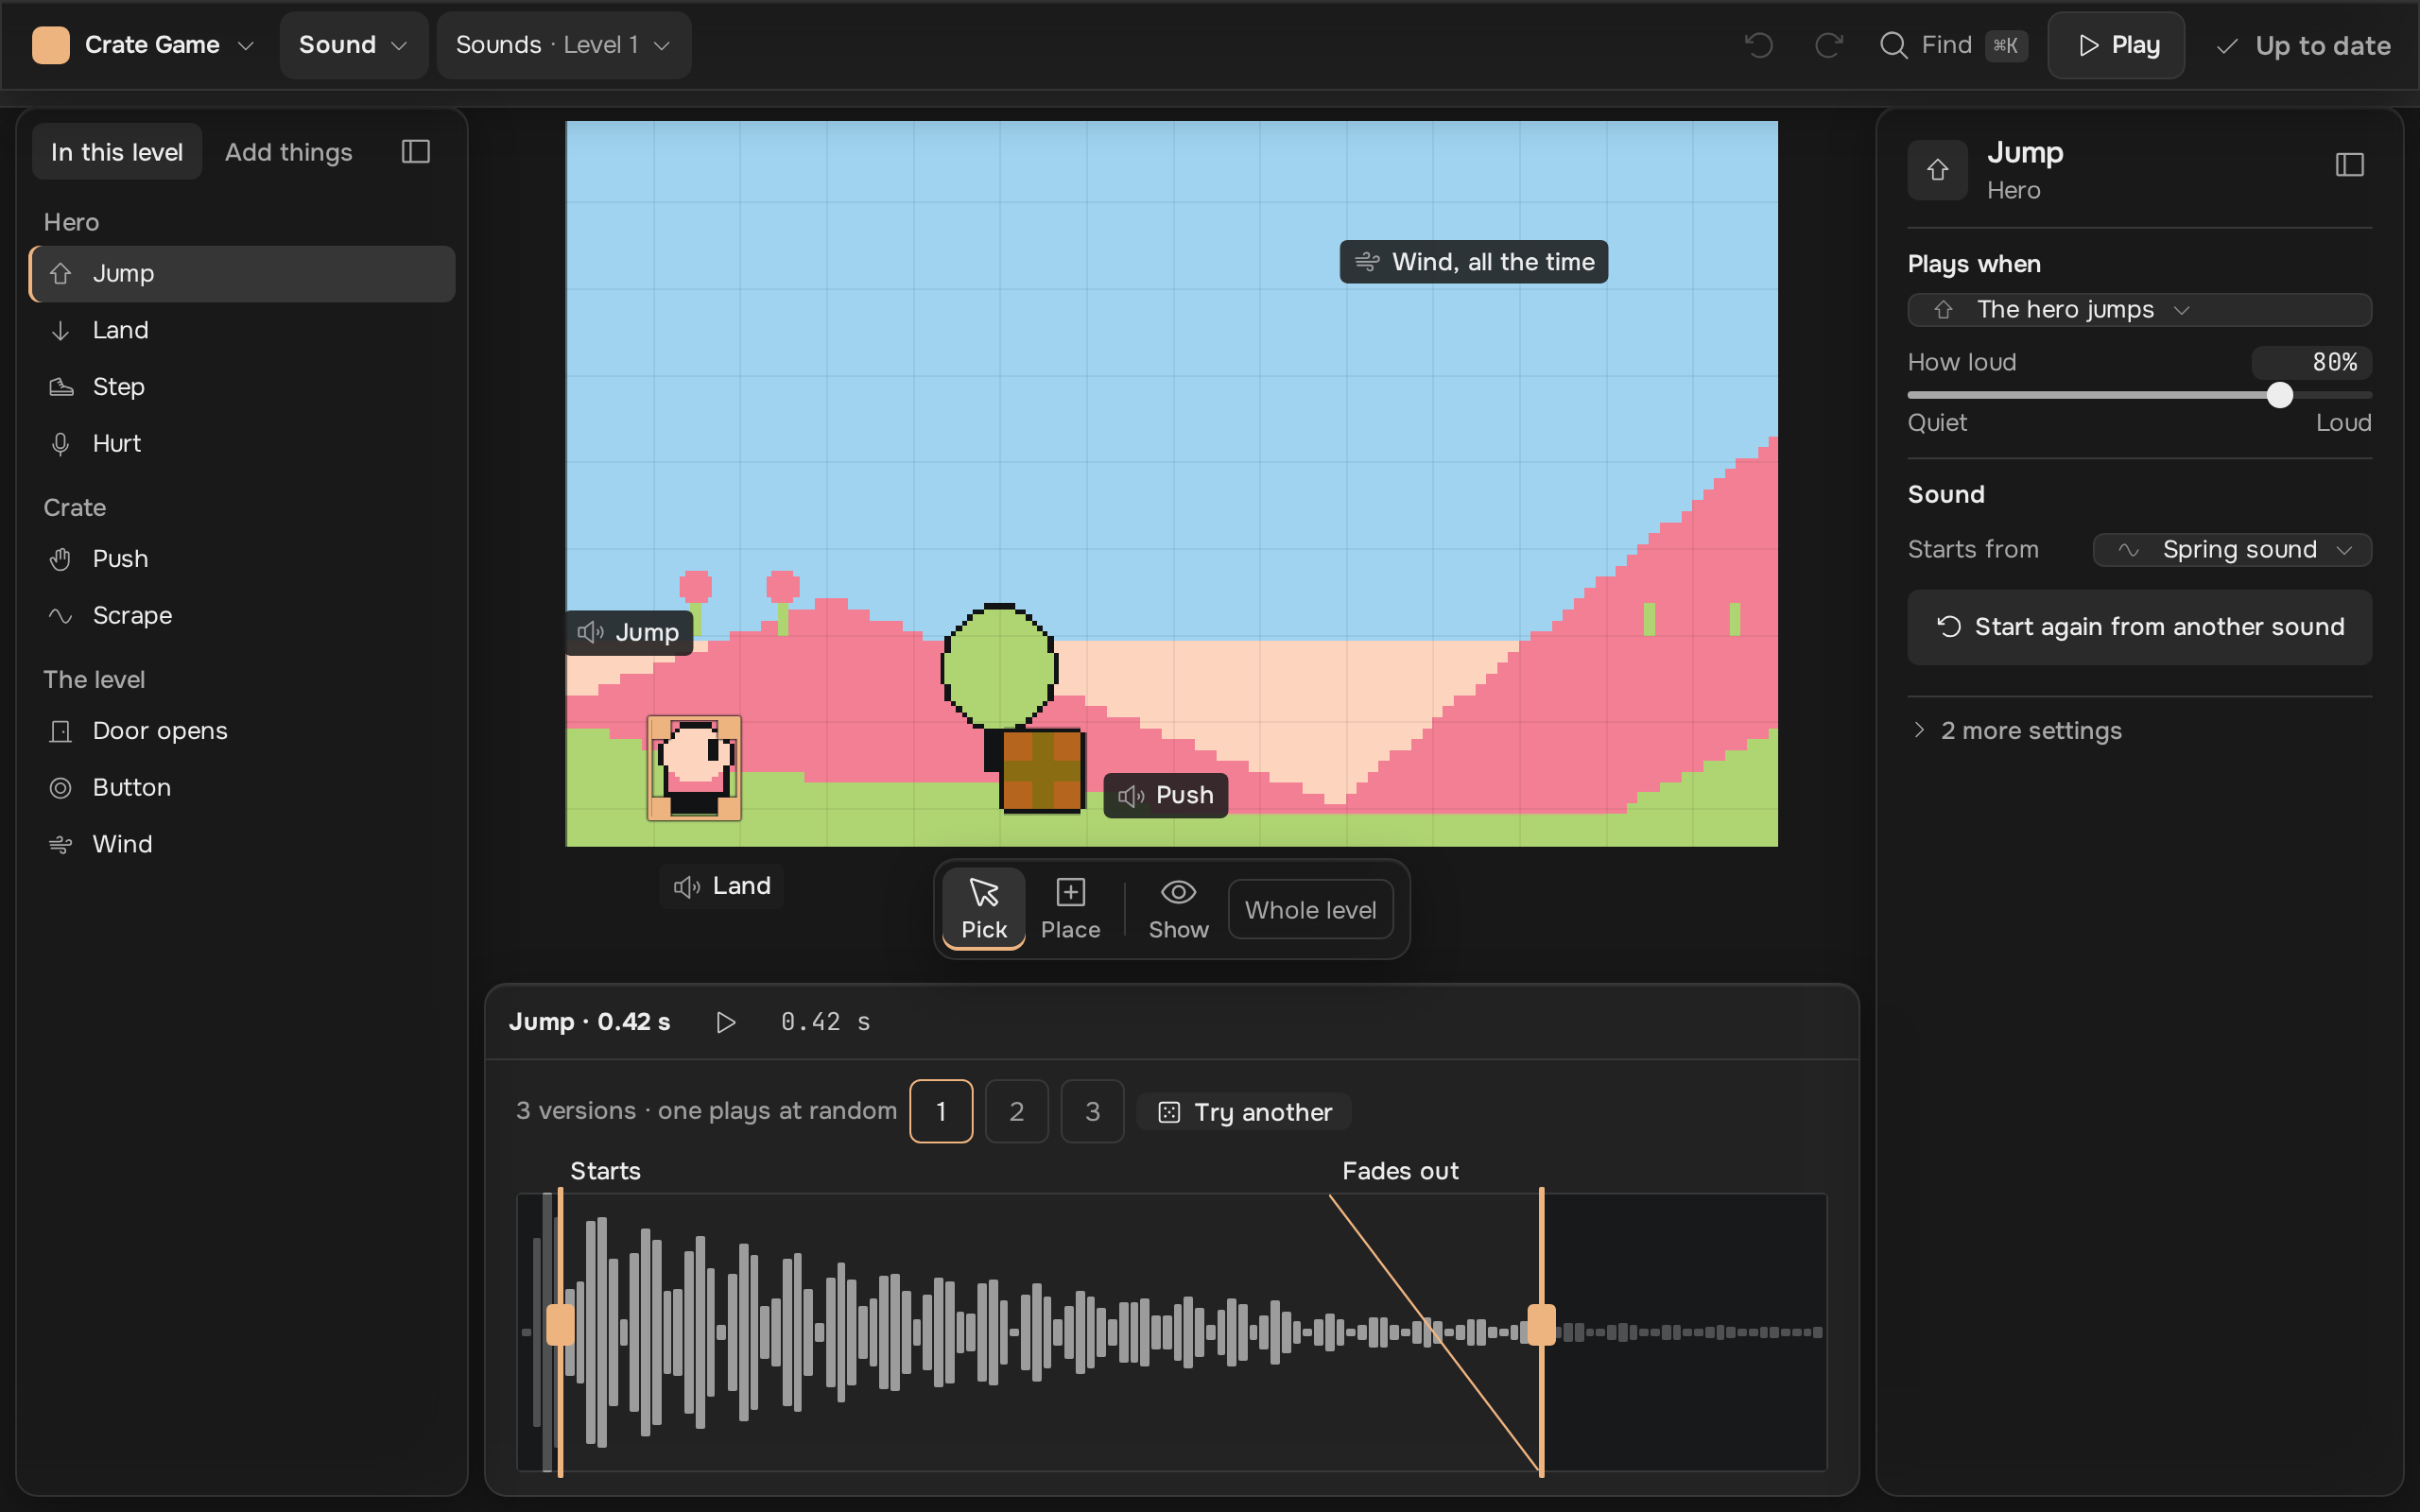 Crate Game
Sound
Sounds · Level 1
Find ⌘K
Play
Up to date
In this level
Add things
Hero
Jump
Land
Step
Hurt
Crate
Push
Scrape
The level
Door opens
Button
Wind
Wind, all the time
Jump
Push
Land
Pick
Place
Show
Whole level
Jump · 0.42 s
0.42 s
3 versions · one plays at random
1
2
3
Try another
Starts
Fades out
Jump
Hero
Plays when
The hero jumps
How loud
80%
Quiet
Loud
Sound
Starts from
Spring sound
Start again from another sound
2 more settings